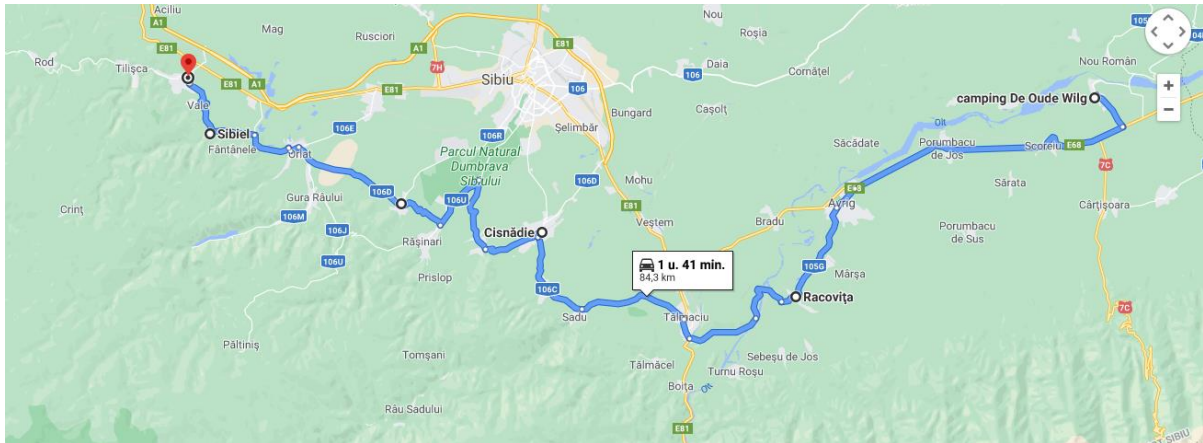 Aciliu
A1
E81
Mag
Rusciori
A1
E81
Nou
Roșia
105
Rod
Tilișca
7H
106
Daia
Cornățel
Nou Român
Sibiu
E81
A1
Vale
106
Bungard
Cașolț
camping De Oude Wilg
Sibiel
106E
106R
Șelimbăr
Olt
Fântânele
Parcul Natural
Dumbrava
Sibiului
Săcădate
Porumbacu
de Jos
Scoreiu
E68
106D
Mohu
7C
Gura Râului
106D
106U
E81
Avrig
Sărata
Crinț
106M
Cisnădie
Veștem
Bradu
Cârțișoara
106J
Rășinari
Porumbacu
de Sus
106U
1 u. 41 min.
84,3 km
105G
Mârșa
Prislop
106C
Racovița
7C
Sadu
Tălmaciu
Păltiniș
Tomșani
Tălmăcel
Sebeșu de Jos
Turnu Roșu
Boița
Olt
Râu Sadului
E81